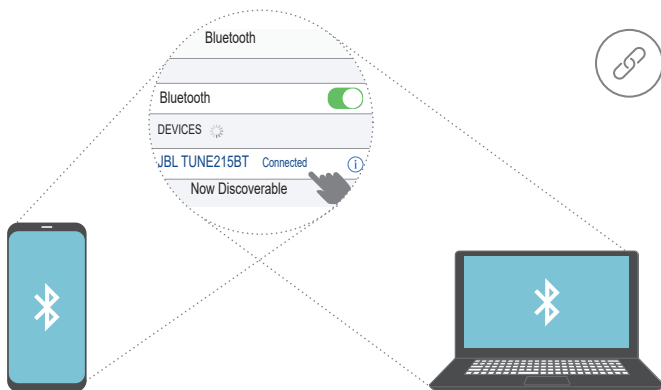 Bluetooth
Bluetooth
DEVICES
JBL TUNE215BT Connected
Now Discoverable